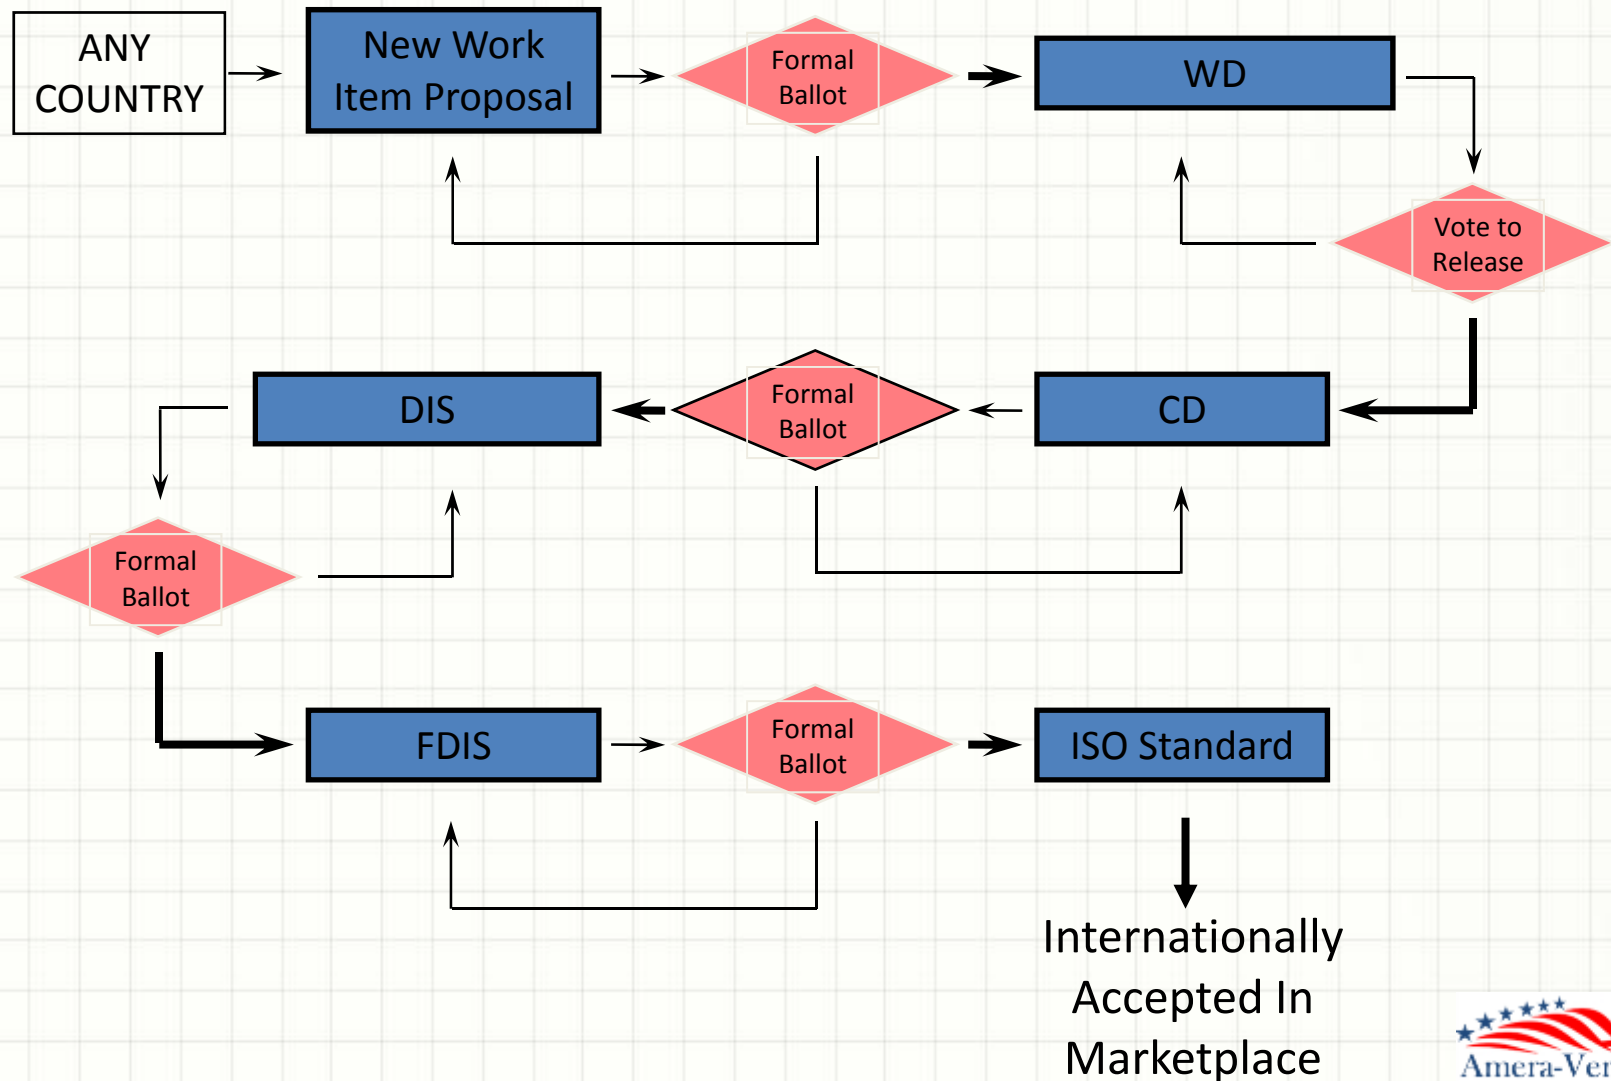 ANY
COUNTRY
New Work
Item Proposal
Formal
Ballot
WD
Vote to
Release
DIS
Formal
Ballot
CD
Formal
Ballot
FDIS
Formal
Ballot
ISO Standard
Internationally
Accepted In
Marketplace